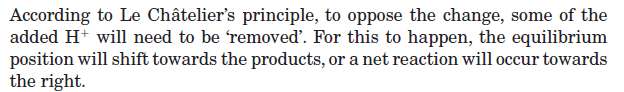 According to Le Châtelier’s principle, to oppose the change, some of the
added H⁺ will need to be ‘removed’. For this to happen, the equilibrium
position will shift towards the products, or a net reaction will occur towards
the right.